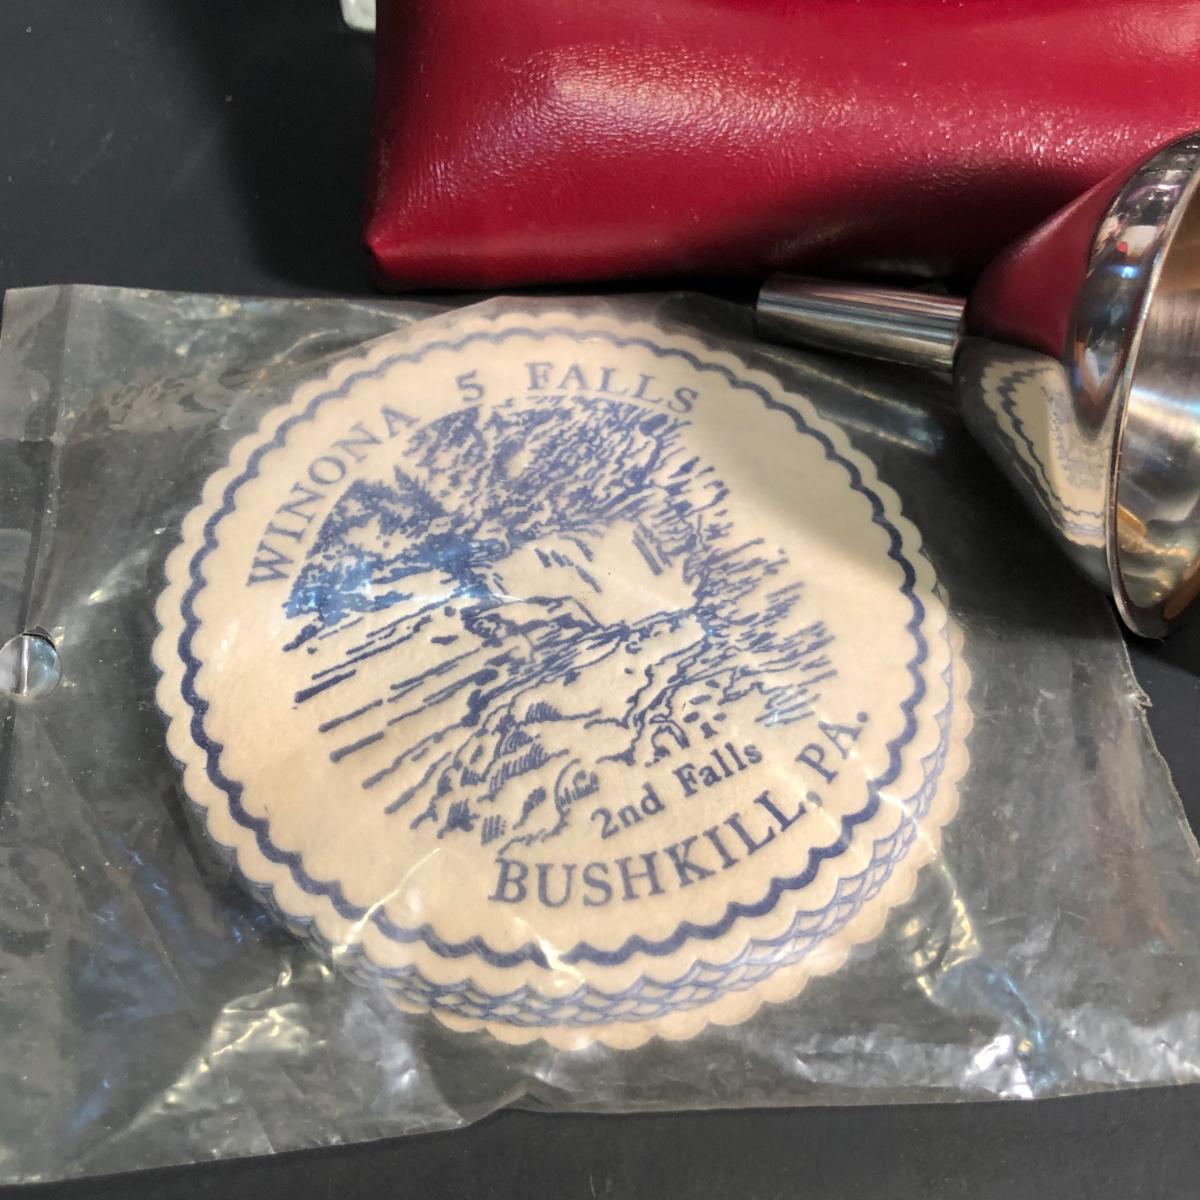 WINONA 5 FALLS
2nd Falls
BUSHKILL, PA.